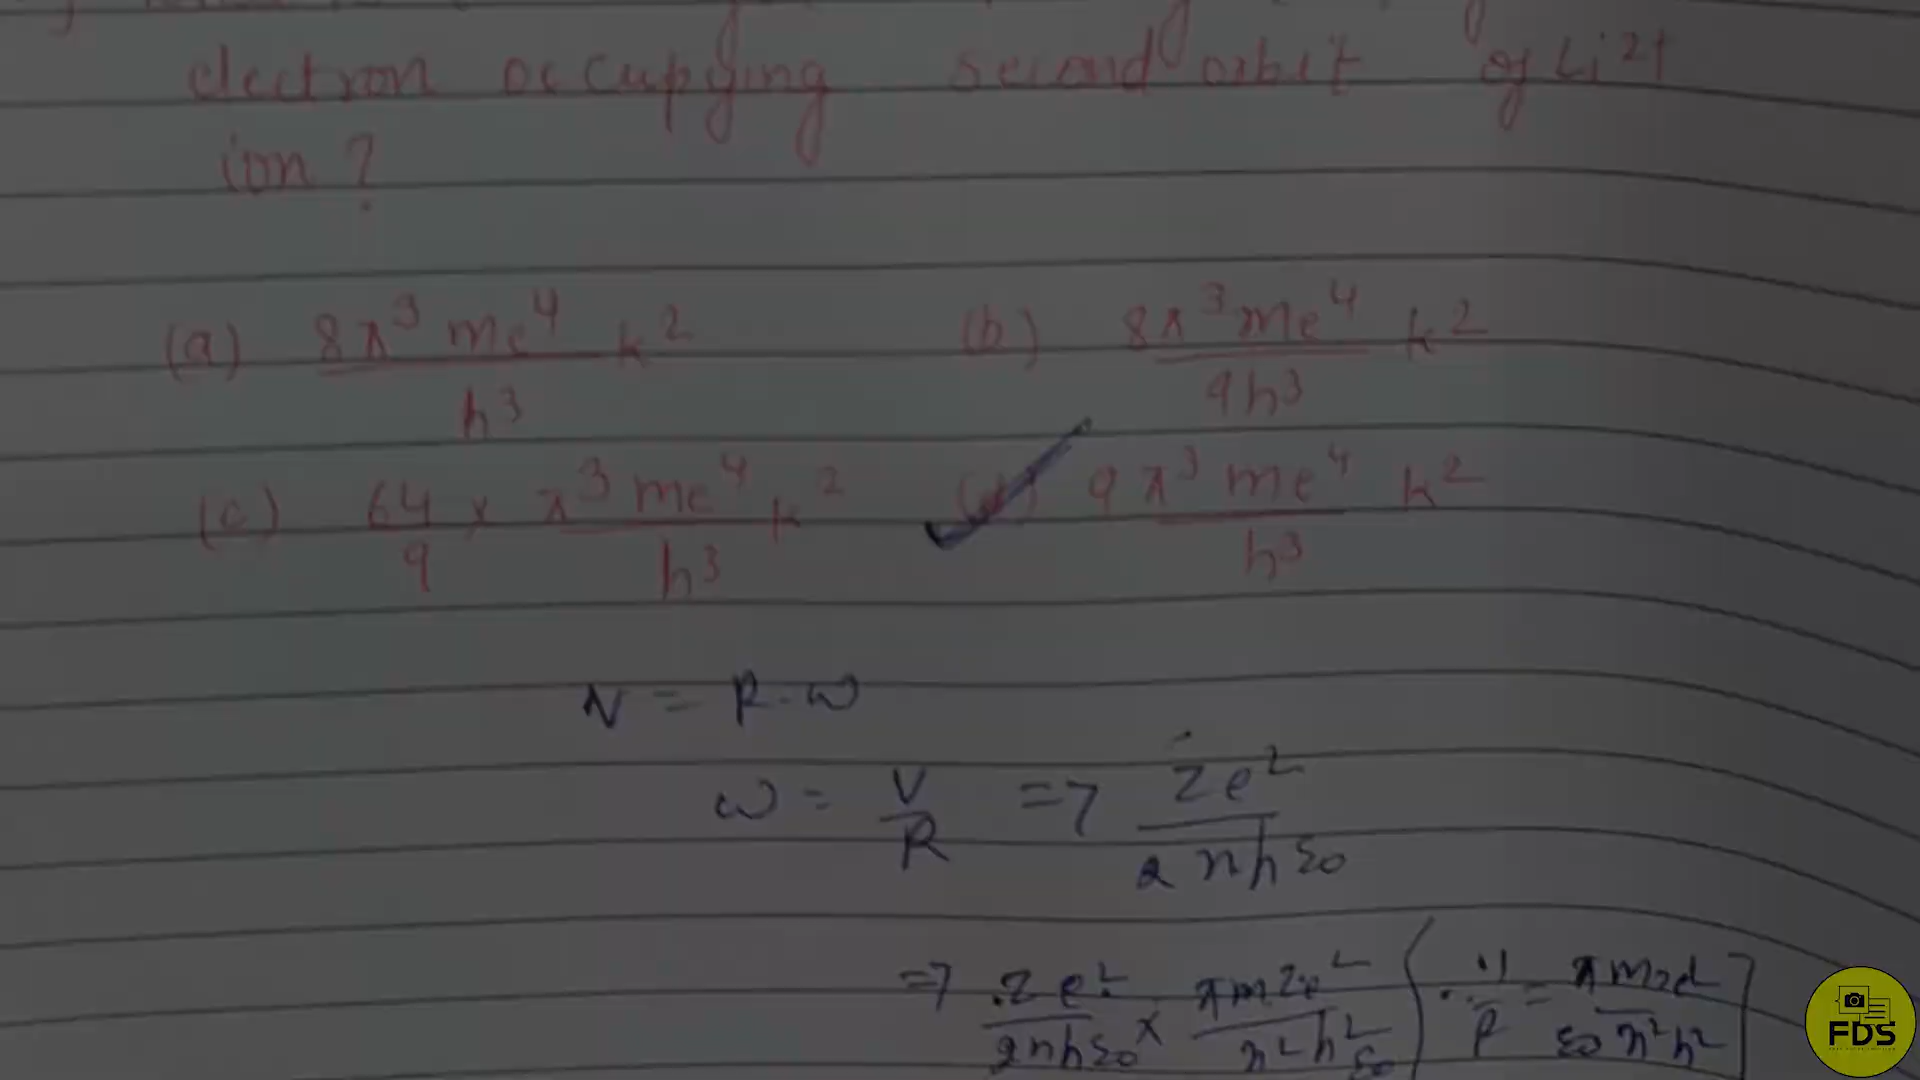 electron occupying second orbit of Li²⁺
ion ?
(a) 8π³me⁴/h³ k² (b) 8π³me⁴/9h³ k²
(c) 64/9 × π³me⁴/h³ k² (d) 9π³me⁴/h³ k²
V = R·ω
ω = V/R => Ze²/2nhε₀
=> Ze²/2nhε₀ × πmZe²/n²h²ε₀ [∵ 1/R = πmZe²/ε₀n²h²]
FDS